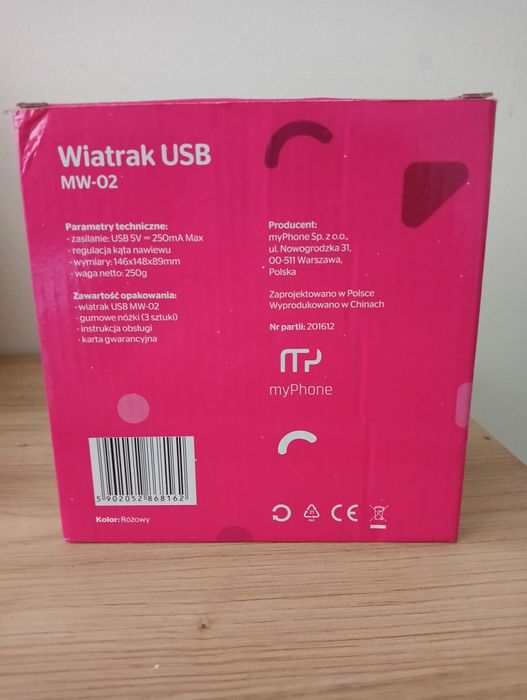 Wiatrak USB
MW-02
Parametry techniczne:
- zasilanie: USB 5V ⎓ 250mA Max
- regulacja kąta nawiewu
- wymiary: 146x148x89mm
- waga netto: 250g
Zawartość opakowania:
- wiatrak USB MW-02
- gumowe nóżki (3 sztuki)
- instrukcja obsługi
- karta gwarancyjna
Producent:
myPhone Sp. z o.o.,
ul. Nowogrodzka 31,
00-511 Warszawa,
Polska
Zaprojektowano w Polsce
Wyprodukowano w Chinach
Nr partii: 201612
myPhone
5 902052 868162
Kolor: Różowy
CE